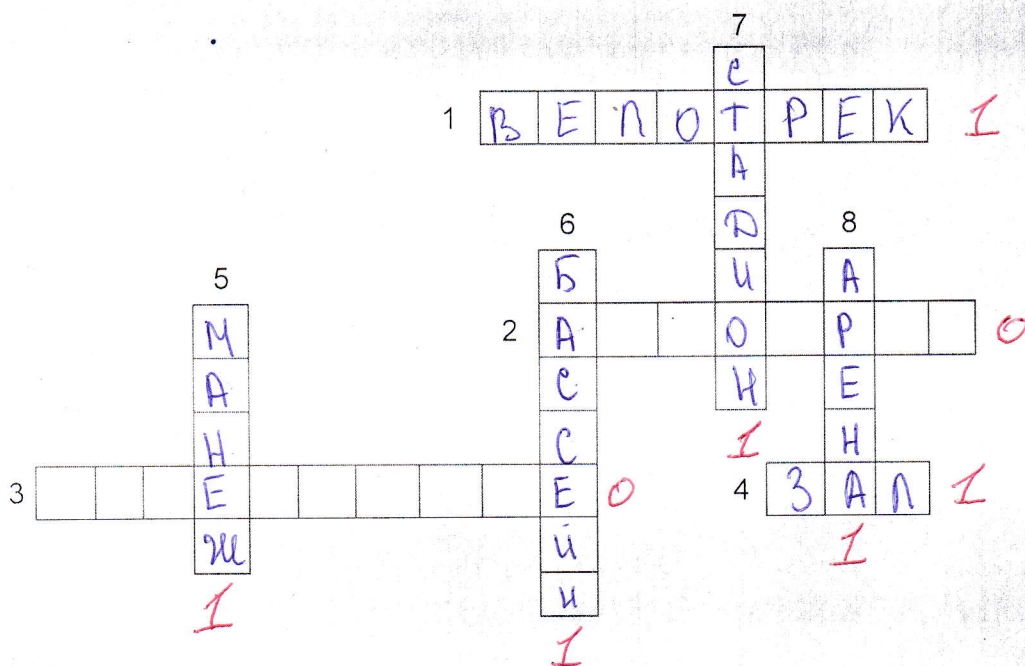 7
1 ВЕЛОТРЕК 1
СТАДИОН
6
8
5
БАССЕЙН
АРЕНА
МАНЕЖ
2 0
1
3 0
4 ЗАЛ 1
1
1
1